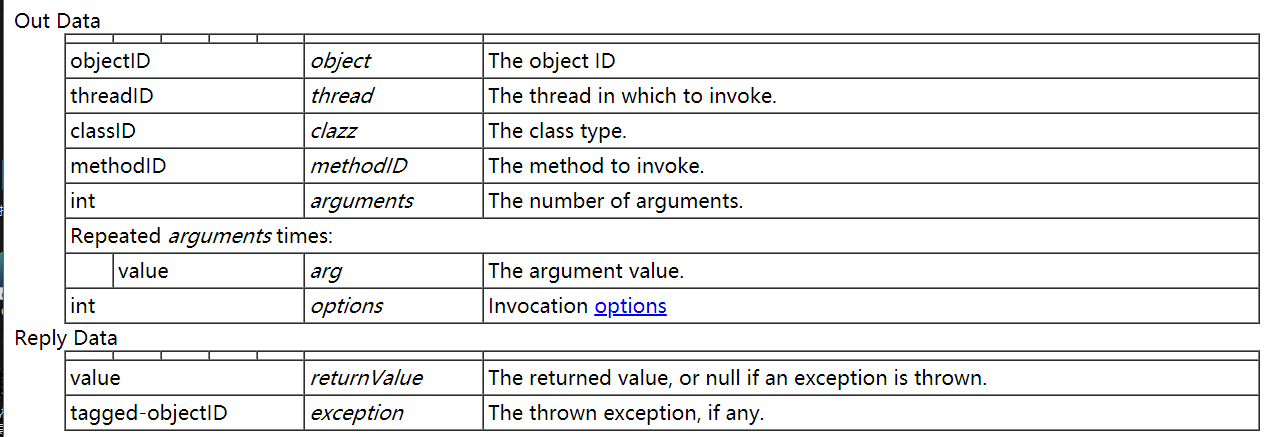 Out Data
objectID object The object ID
threadID thread The thread in which to invoke.
classID clazz The class type.
methodID methodID The method to invoke.
int arguments The number of arguments.
Repeated arguments times:
value arg The argument value.
int options Invocation options
Reply Data
value returnValue The returned value, or null if an exception is thrown.
tagged-objectID exception The thrown exception, if any.